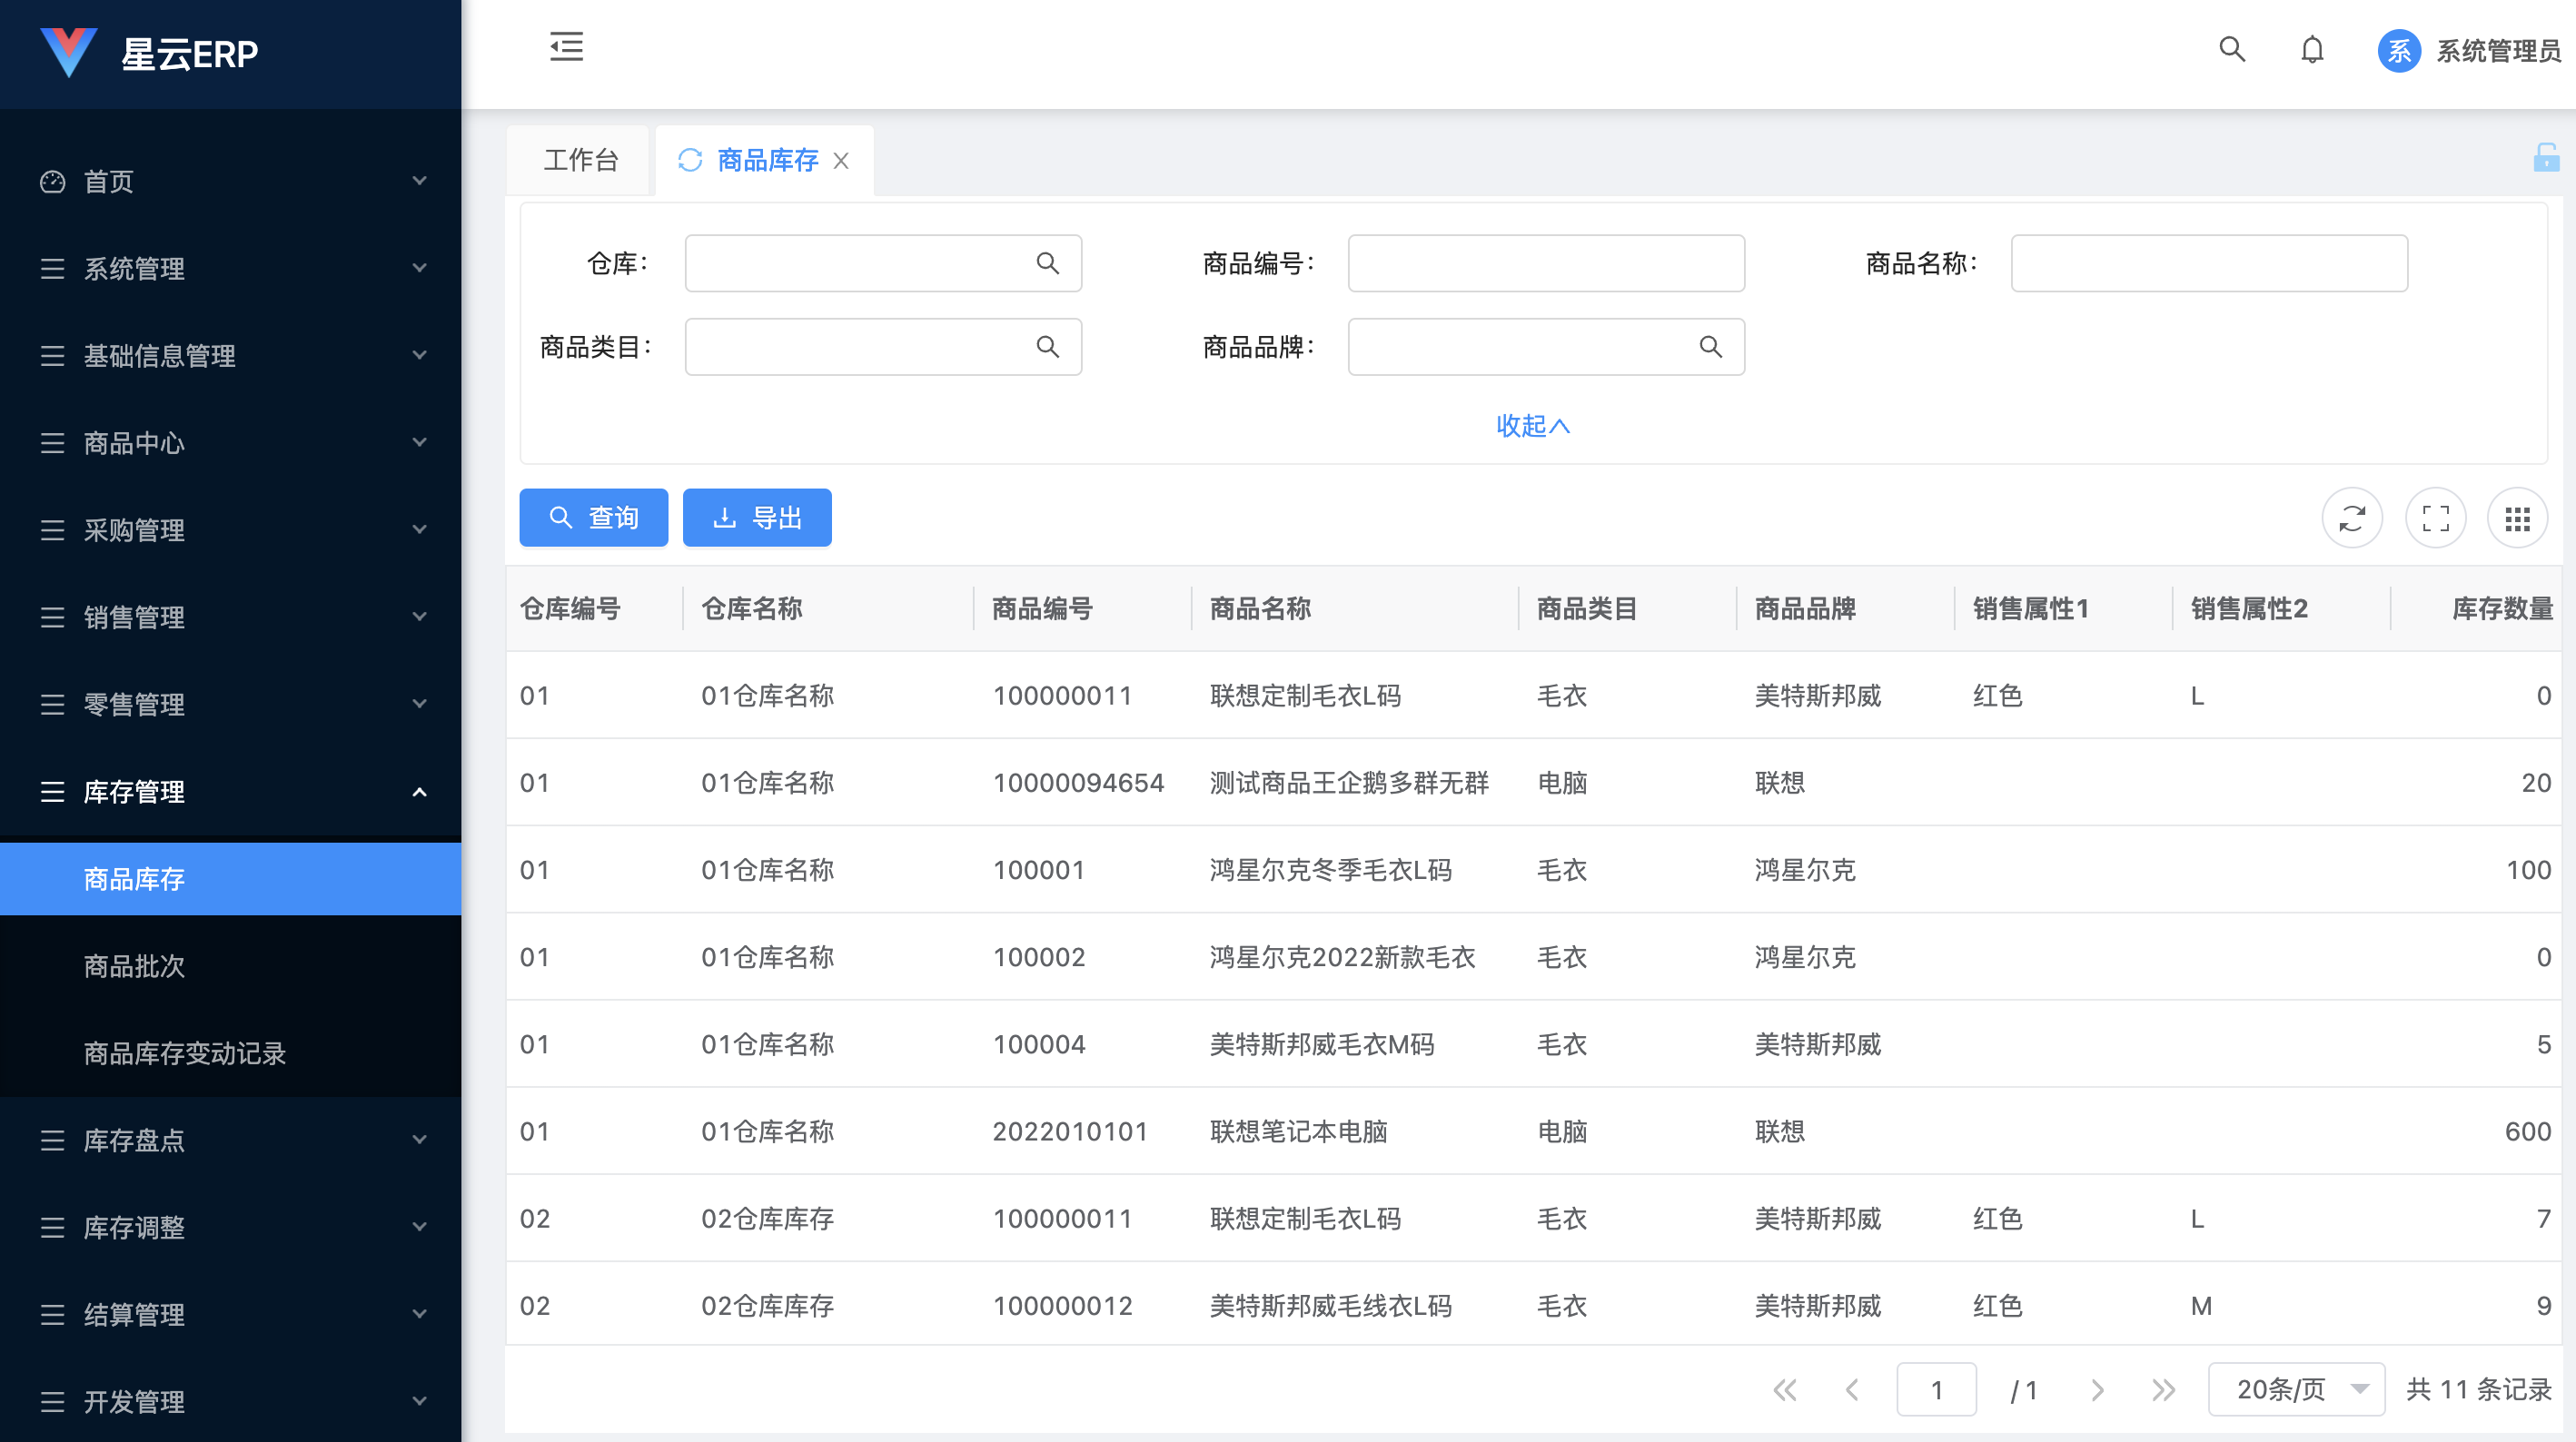 星云ERP
系 系统管理员
首页
系统管理
基础信息管理
商品中心
采购管理
销售管理
零售管理
库存管理
商品库存
商品批次
商品库存变动记录
库存盘点
库存调整
结算管理
开发管理
工作台 商品库存
仓库： 商品编号： 商品名称：
商品类目： 商品品牌：
收起
查询 导出
仓库编号 仓库名称 商品编号 商品名称 商品类目 商品品牌 销售属性1 销售属性2 库存数量
01 01仓库名称 100000011 联想定制毛衣L码 毛衣 美特斯邦威 红色 L 0
01 01仓库名称 10000094654 测试商品王企鹅多群无群 电脑 联想 20
01 01仓库名称 100001 鸿星尔克冬季毛衣L码 毛衣 鸿星尔克 100
01 01仓库名称 100002 鸿星尔克2022新款毛衣 毛衣 鸿星尔克 0
01 01仓库名称 100004 美特斯邦威毛衣M码 毛衣 美特斯邦威 5
01 01仓库名称 2022010101 联想笔记本电脑 电脑 联想 600
02 02仓库库存 100000011 联想定制毛衣L码 毛衣 美特斯邦威 红色 L 7
02 02仓库库存 100000012 美特斯邦威毛线衣L码 毛衣 美特斯邦威 红色 M 9
1 / 1 20条/页 共 11 条记录